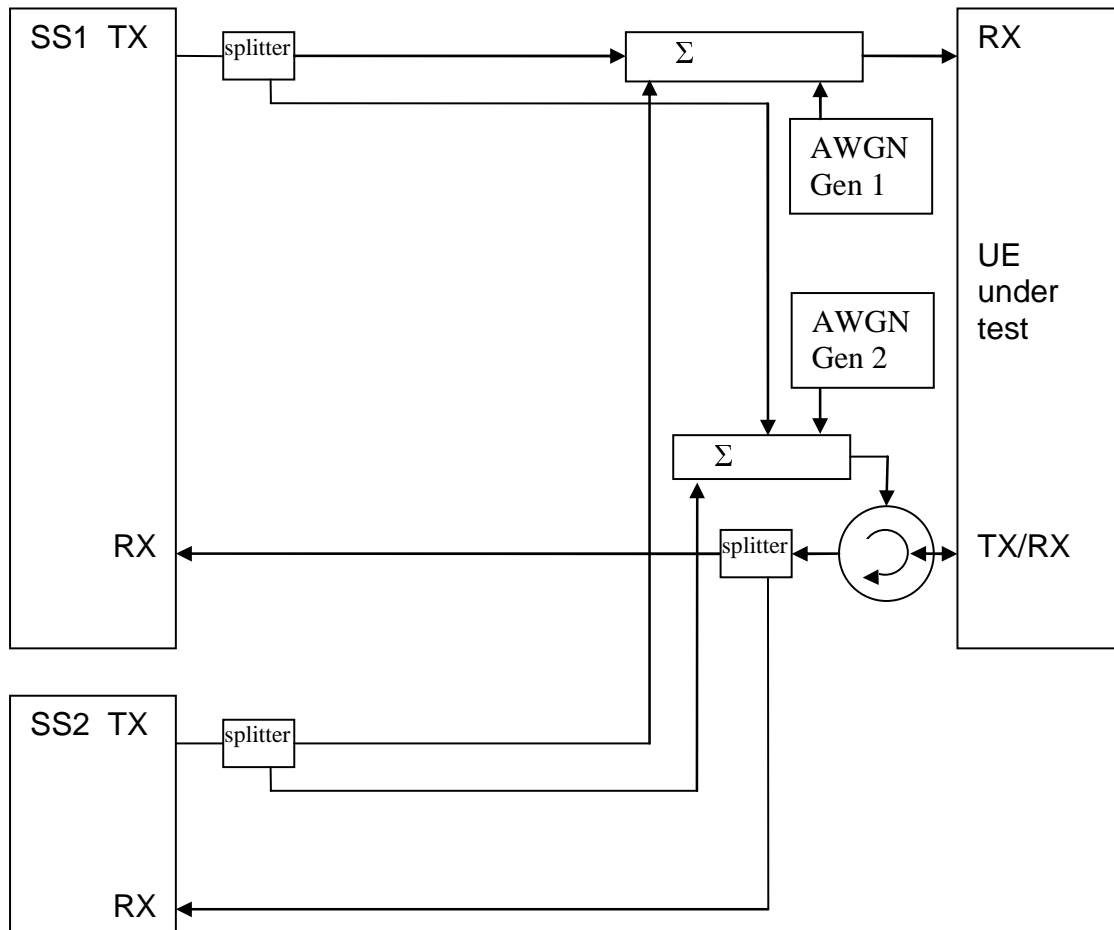 SS1 TX
splitter
Σ
RX
AWGN
Gen 1
UE
under
test
AWGN
Gen 2
Σ
RX
splitter
TX/RX
SS2 TX
splitter
RX